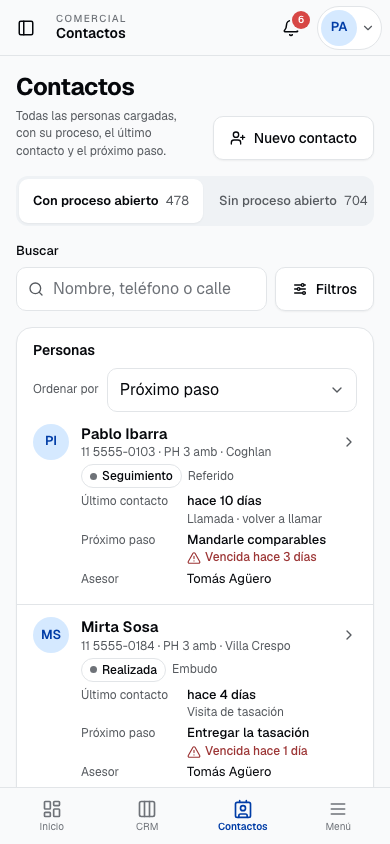 COMERCIAL
Contactos
6
PA
Contactos
Todas las personas cargadas,
con su proceso, el último
contacto y el próximo paso.
Nuevo contacto
Con proceso abierto 478
Sin proceso abierto 704
Buscar
Nombre, teléfono o calle
Filtros
Personas
Ordenar por
Próximo paso
PI
Pablo Ibarra
11 5555-0103 · PH 3 amb · Coghlan
Seguimiento Referido
Último contacto hace 10 días
Llamada · volver a llamar
Próximo paso Mandarle comparables
Vencida hace 3 días
Asesor Tomás Agüero
MS
Mirta Sosa
11 5555-0184 · PH 3 amb · Villa Crespo
Realizada Embudo
Último contacto hace 4 días
Visita de tasación
Próximo paso Entregar la tasación
Vencida hace 1 día
Asesor Tomás Agüero
Inicio
CRM
Contactos
Menú